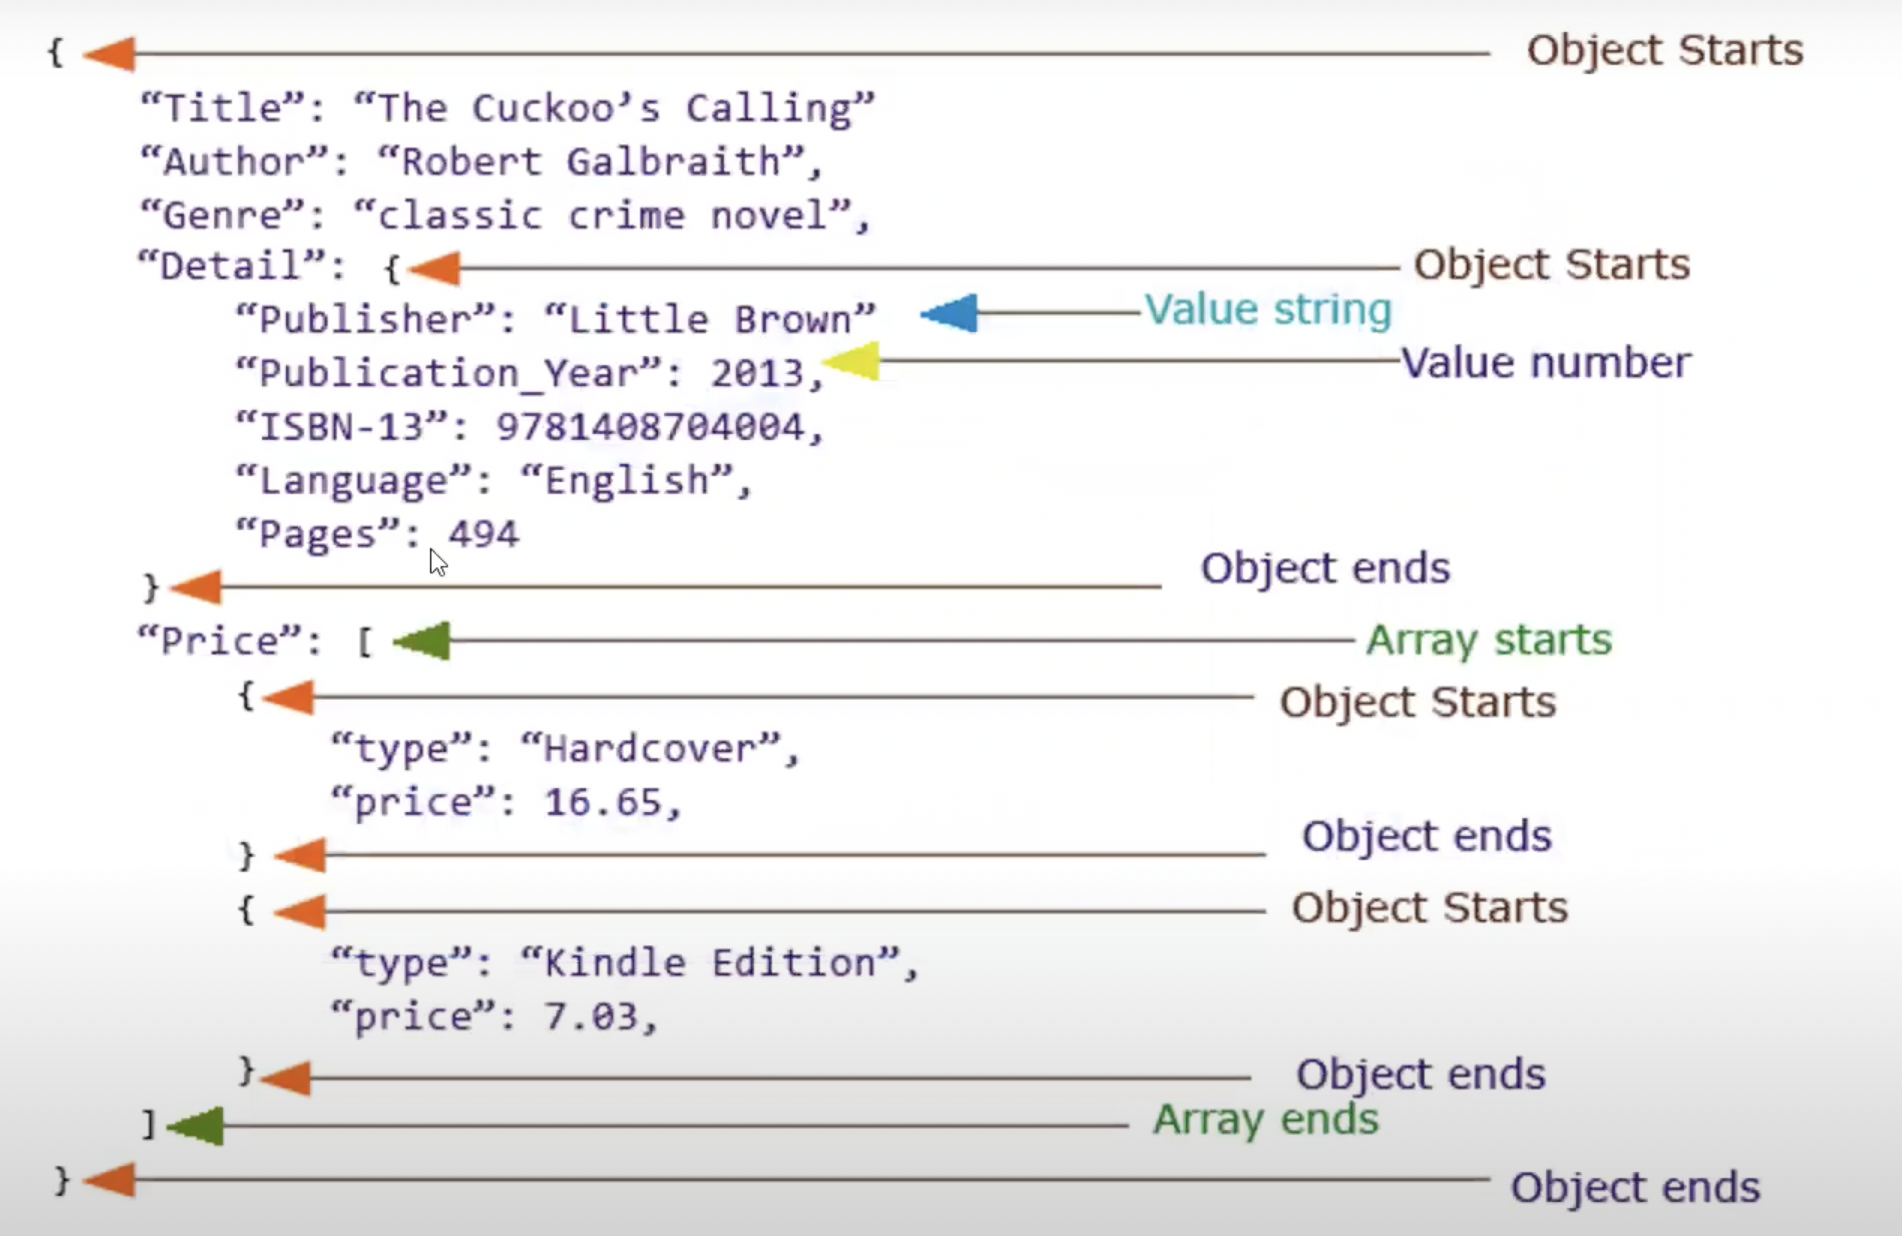 { Object Starts
“Title”: “The Cuckoo’s Calling”
“Author”: “Robert Galbraith”,
“Genre”: “classic crime novel”,
“Detail”: { Object Starts
“Publisher”: “Little Brown” Value string
“Publication_Year”: 2013, Value number
“ISBN-13”: 9781408704004,
“Language”: “English”,
“Pages”: 494
} Object ends
“Price”: [ Array starts
{ Object Starts
“type”: “Hardcover”,
“price”: 16.65,
} Object ends
{ Object Starts
“type”: “Kindle Edition”,
“price”: 7.03,
} Object ends
] Array ends
} Object ends